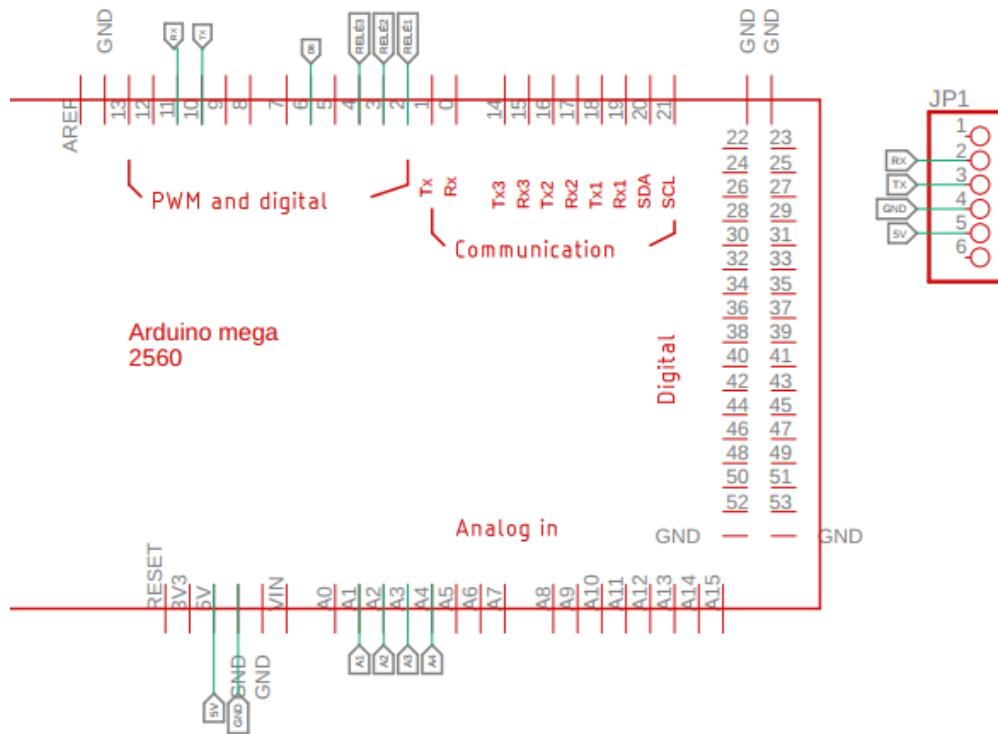 GND
RX
TX
D6
RELÉ3
RELÉ2
RELÉ1
GND
GND
AREF
13
12
11
10
9
8
7
6
5
4
3
2
1
0
14
15
16
17
18
19
20
21
Tx
Rx
Tx3
Rx3
Tx2
Rx2
Tx1
Rx1
SDA
SCL
PWM and digital
Communication
Arduino mega
2560
Digital
22 23
24 25
26 27
28 29
30 31
32 33
34 35
36 37
38 39
40 41
42 43
44 45
46 47
48 49
50 51
52 53
GND GND
Analog in
RESET
3V3
5V
VIN
A0
A1
A2
A3
A4
A5
A6
A7
A8
A9
A10
A11
A12
A13
A14
A15
GND
GND
5V
GND
A1
A2
A3
A4
JP1
1
RX 2
TX 3
GND 4
5V 5
6